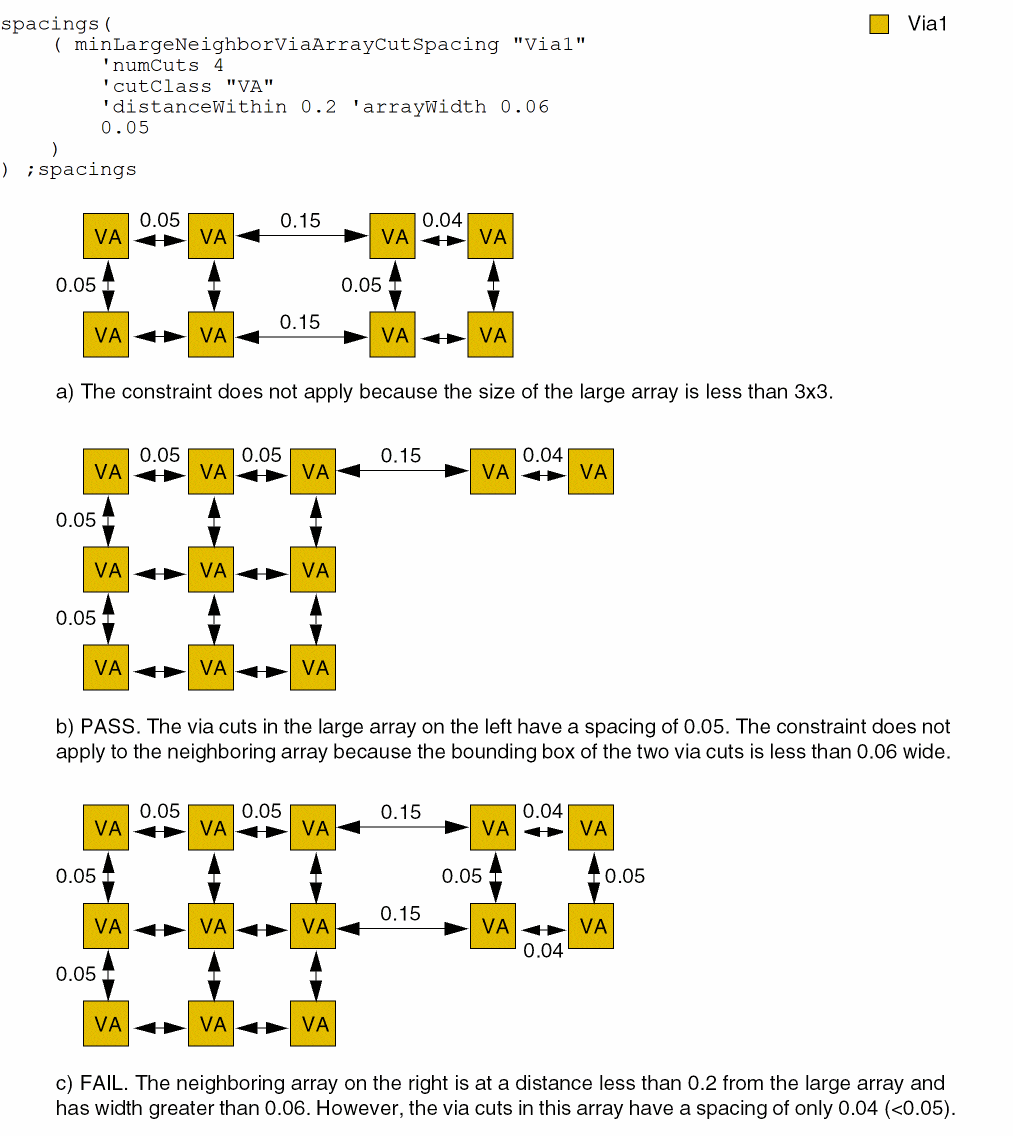 spacings(
( minLargeNeighborViaArrayCutSpacing "Via1"
'numCuts 4
'cutClass "VA"
'distanceWithin 0.2 'arrayWidth 0.06
0.05
)
) ;spacings
Via1
0.05 0.15 0.04
VA VA VA VA
0.05 0.05
0.15
VA VA VA VA
a) The constraint does not apply because the size of the large array is less than 3x3.
0.05 0.05 0.15 0.04
VA VA VA VA VA
0.05
VA VA VA
0.05
VA VA VA
b) PASS. The via cuts in the large array on the left have a spacing of 0.05. The constraint does not
apply to the neighboring array because the bounding box of the two via cuts is less than 0.06 wide.
0.05 0.05 0.15 0.04
VA VA VA VA VA
0.05 0.05 0.05
0.15
VA VA VA VA VA
0.04
0.05
VA VA VA
c) FAIL. The neighboring array on the right is at a distance less than 0.2 from the large array and
has width greater than 0.06. However, the via cuts in this array have a spacing of only 0.04 (<0.05).